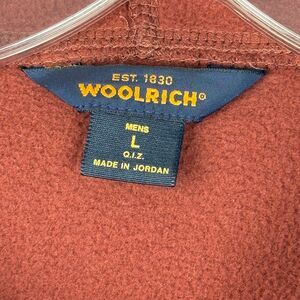 EST. 1830
WOOLRICH®
MENS
L
Q.I.Z.
MADE IN JORDAN